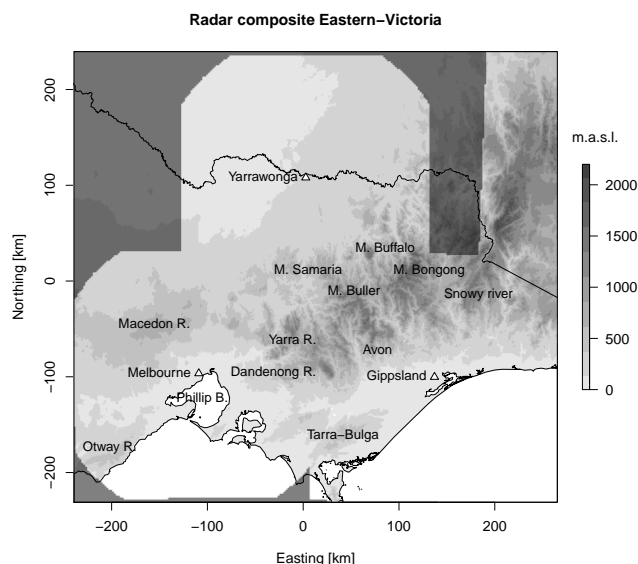 Radar composite Eastern−Victoria
m.a.s.l.
200
100
0
−100
−200
Northing [km]
Yarrawonga
M. Buffalo
M. Samaria
M. Bongong
M. Buller
Snowy river
Macedon R.
Yarra R.
Avon
Melbourne
Dandenong R.
Gippsland
Phillip B.
Tarra−Bulga
Otway R.
2000
1500
1000
500
0
−200
−100
0
100
200
Easting [km]